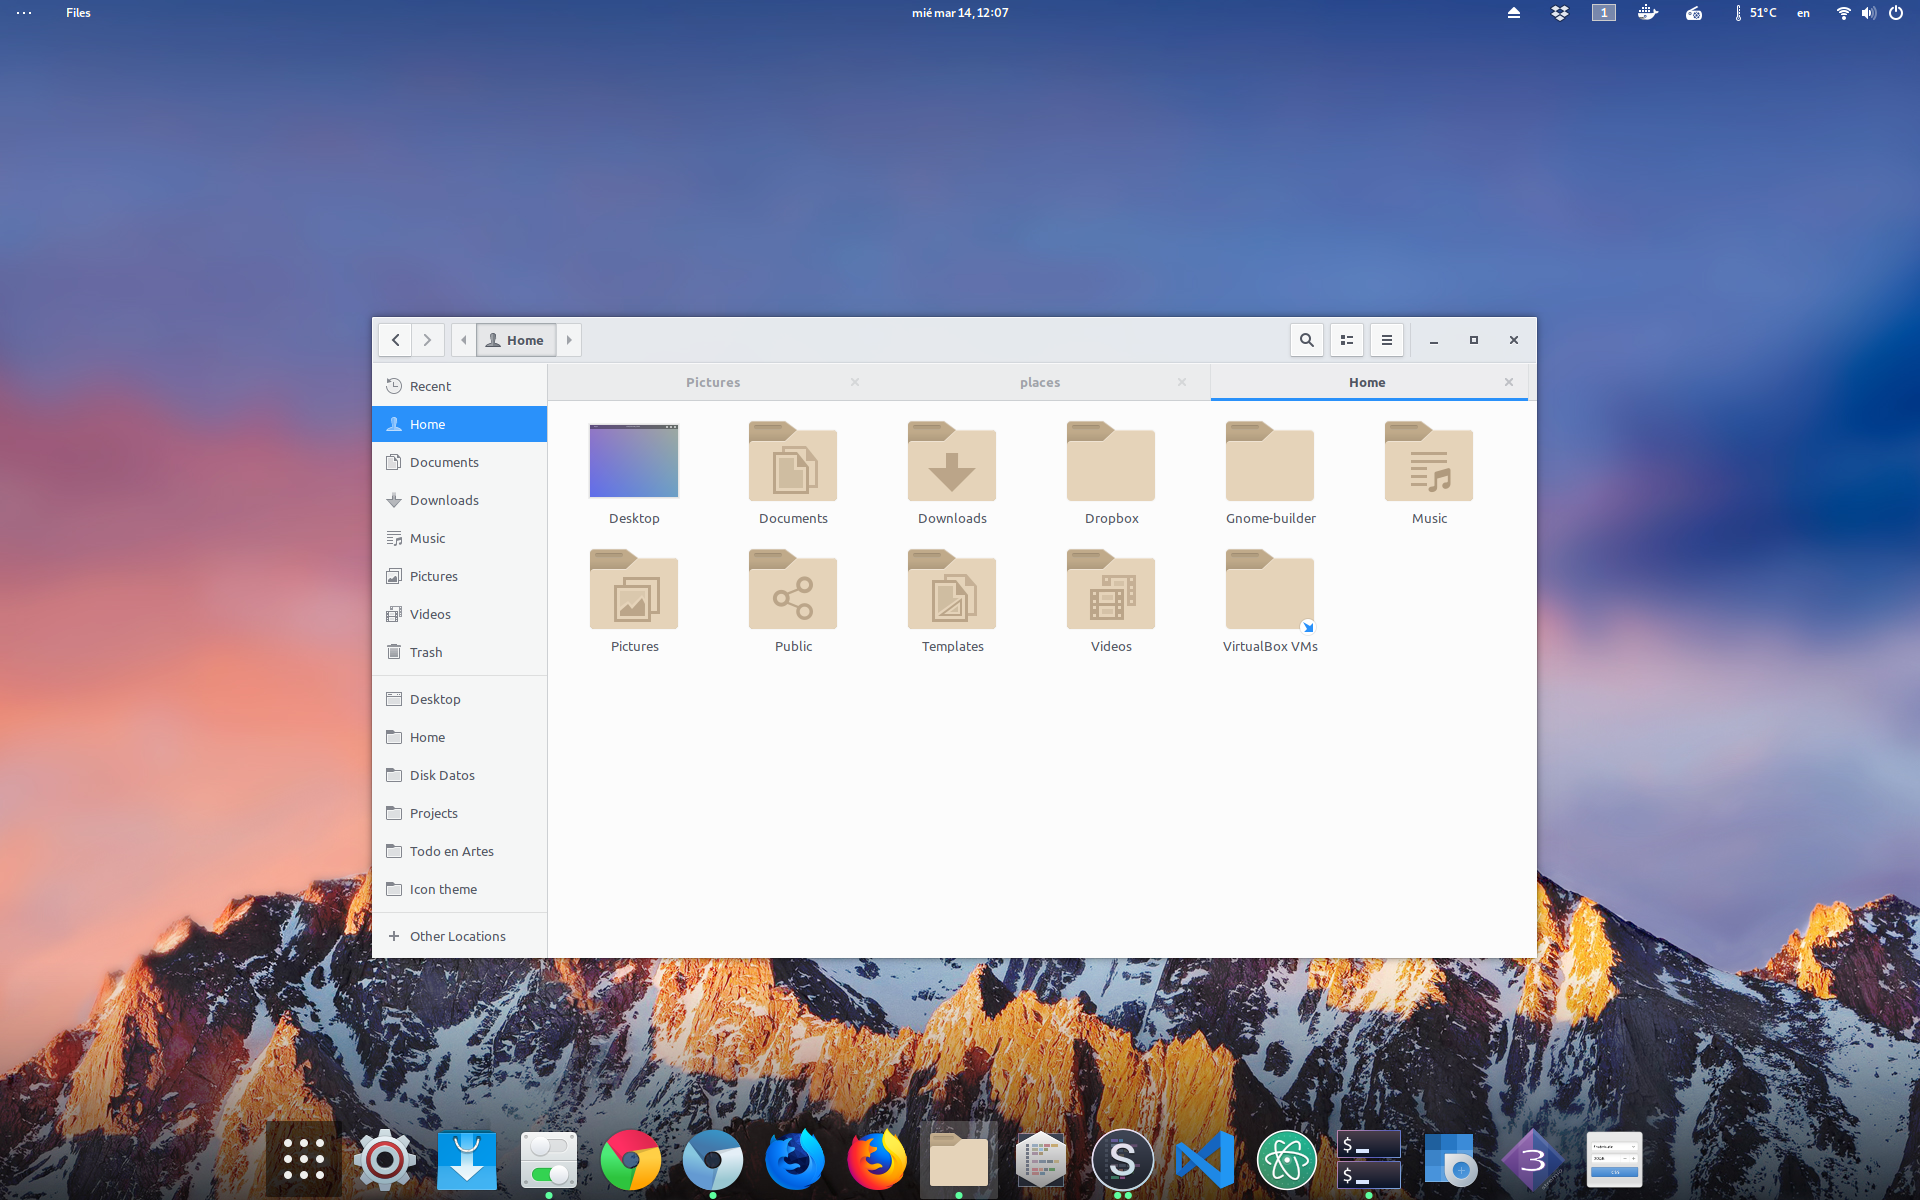 Files
mié mar 14, 12:07
1
51°C
en
Home
Pictures
places
Home
Recent
Home
Documents
Downloads
Music
Pictures
Videos
Trash
Desktop
Home
Disk Datos
Projects
Todo en Artes
Icon theme
Other Locations
Desktop
Documents
Downloads
Dropbox
Gnome-builder
Music
Pictures
Public
Templates
Videos
VirtualBox VMs
S
$
$
3